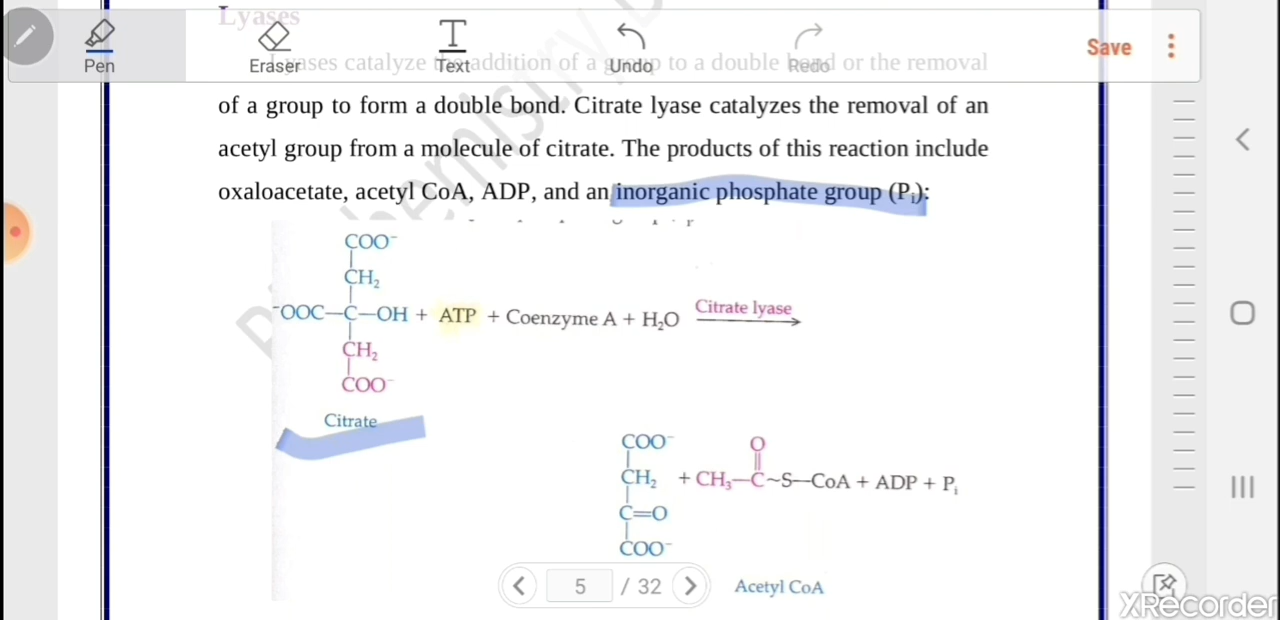 Lyases
Pen
Eraser
Text
Undo
Redo
Save
Lyases catalyze the addition of a group to a double bond or the removal
of a group to form a double bond. Citrate lyase catalyzes the removal of an
acetyl group from a molecule of citrate. The products of this reaction include
oxaloacetate, acetyl CoA, ADP, and an inorganic phosphate group (Pi):
COO⁻
CH₂
⁻OOC—C—OH + ATP + Coenzyme A + H₂O
Citrate lyase
CH₂
COO⁻
Citrate
COO⁻
O
CH₂ + CH₃—C~S—CoA + ADP + Pi
C=O
COO⁻
5 / 32
Acetyl CoA
XRecorder